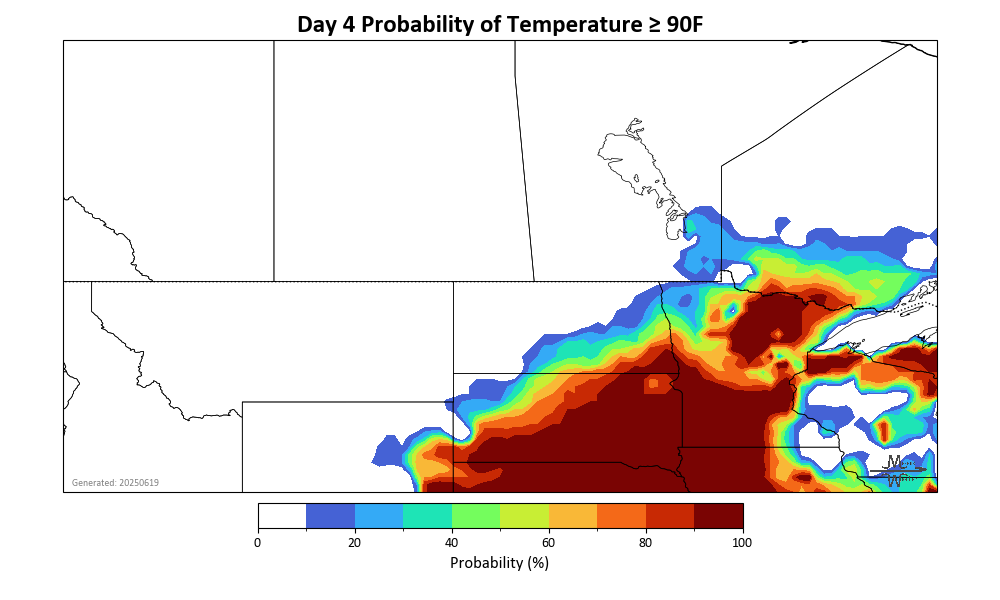 Day 4 Probability of Temperature ≥ 90F
Generated: 20250619
0 20 40 60 80 100
Probability (%)